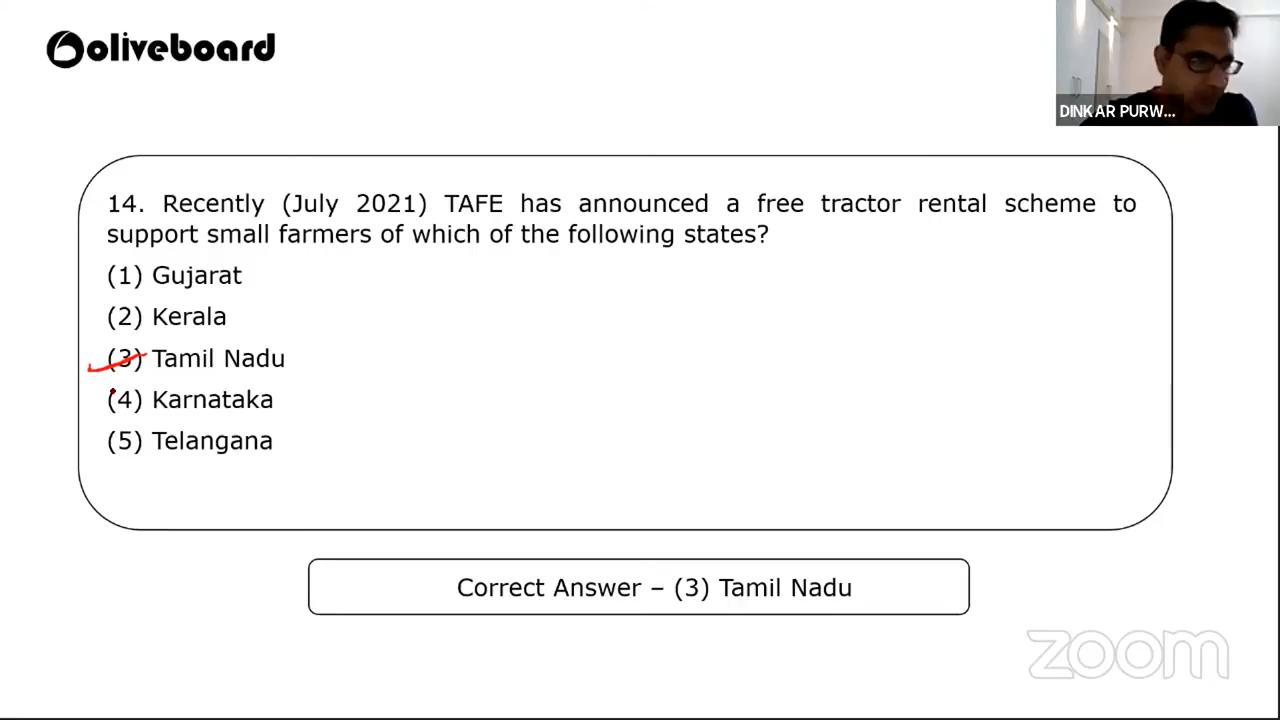 oliveboard
DINKAR PURW...
14. Recently (July 2021) TAFE has announced a free tractor rental scheme to
support small farmers of which of the following states?
(1) Gujarat
(2) Kerala
(3) Tamil Nadu
(4) Karnataka
(5) Telangana
Correct Answer – (3) Tamil Nadu
zoom